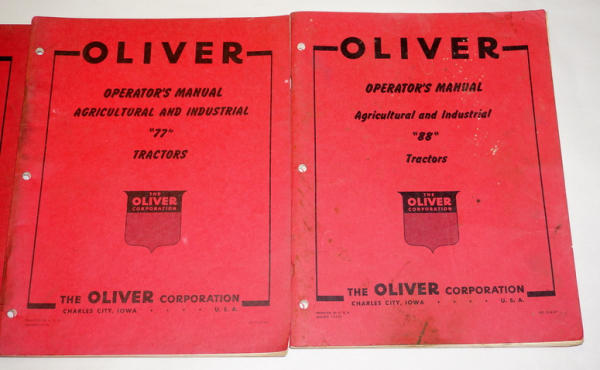 OLIVER
OPERATOR'S MANUAL
AGRICULTURAL AND INDUSTRIAL
"77"
TRACTORS
THE
OLIVER
CORPORATION
THE OLIVER CORPORATION
CHARLES CITY, IOWA · · · · U. S. A.
OLIVER
OPERATOR'S MANUAL
Agricultural and Industrial
"88"
Tractors
THE
OLIVER
CORPORATION
THE OLIVER CORPORATION
CHARLES CITY, IOWA · · · · U. S. A.